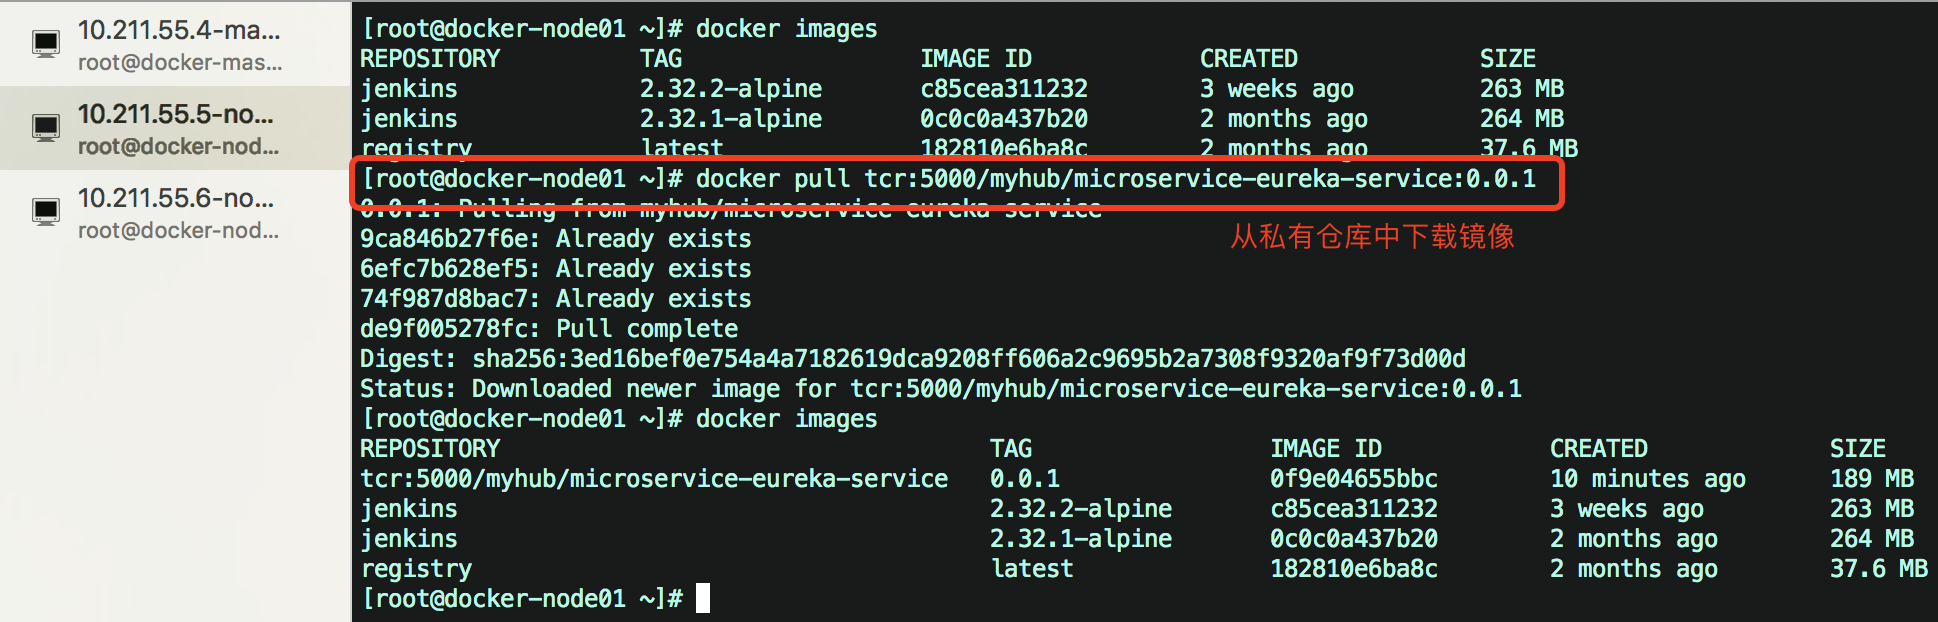 10.211.55.4-ma...
root@docker-mas...
10.211.55.5-no...
root@docker-nod...
10.211.55.6-no...
root@docker-nod...
[root@docker-node01 ~]# docker images
REPOSITORY TAG IMAGE ID CREATED SIZE
jenkins 2.32.2-alpine c85cea311232 3 weeks ago 263 MB
jenkins 2.32.1-alpine 0c0c0a437b20 2 months ago 264 MB
registry latest 182810e6ba8c 2 months ago 37.6 MB
[root@docker-node01 ~]# docker pull tcr:5000/myhub/microservice-eureka-service:0.0.1
0.0.1: Pulling from myhub/microservice-eureka-service
从私有仓库中下载镜像
9ca846b27f6e: Already exists
6efc7b628ef5: Already exists
74f987d8bac7: Already exists
de9f005278fc: Pull complete
Digest: sha256:3ed16bef0e754a4a7182619dca9208ff606a2c9695b2a7308f9320af9f73d00d
Status: Downloaded newer image for tcr:5000/myhub/microservice-eureka-service:0.0.1
[root@docker-node01 ~]# docker images
REPOSITORY TAG IMAGE ID CREATED SIZE
tcr:5000/myhub/microservice-eureka-service 0.0.1 0f9e04655bbc 10 minutes ago 189 MB
jenkins 2.32.2-alpine c85cea311232 3 weeks ago 263 MB
jenkins 2.32.1-alpine 0c0c0a437b20 2 months ago 264 MB
registry latest 182810e6ba8c 2 months ago 37.6 MB
[root@docker-node01 ~]#